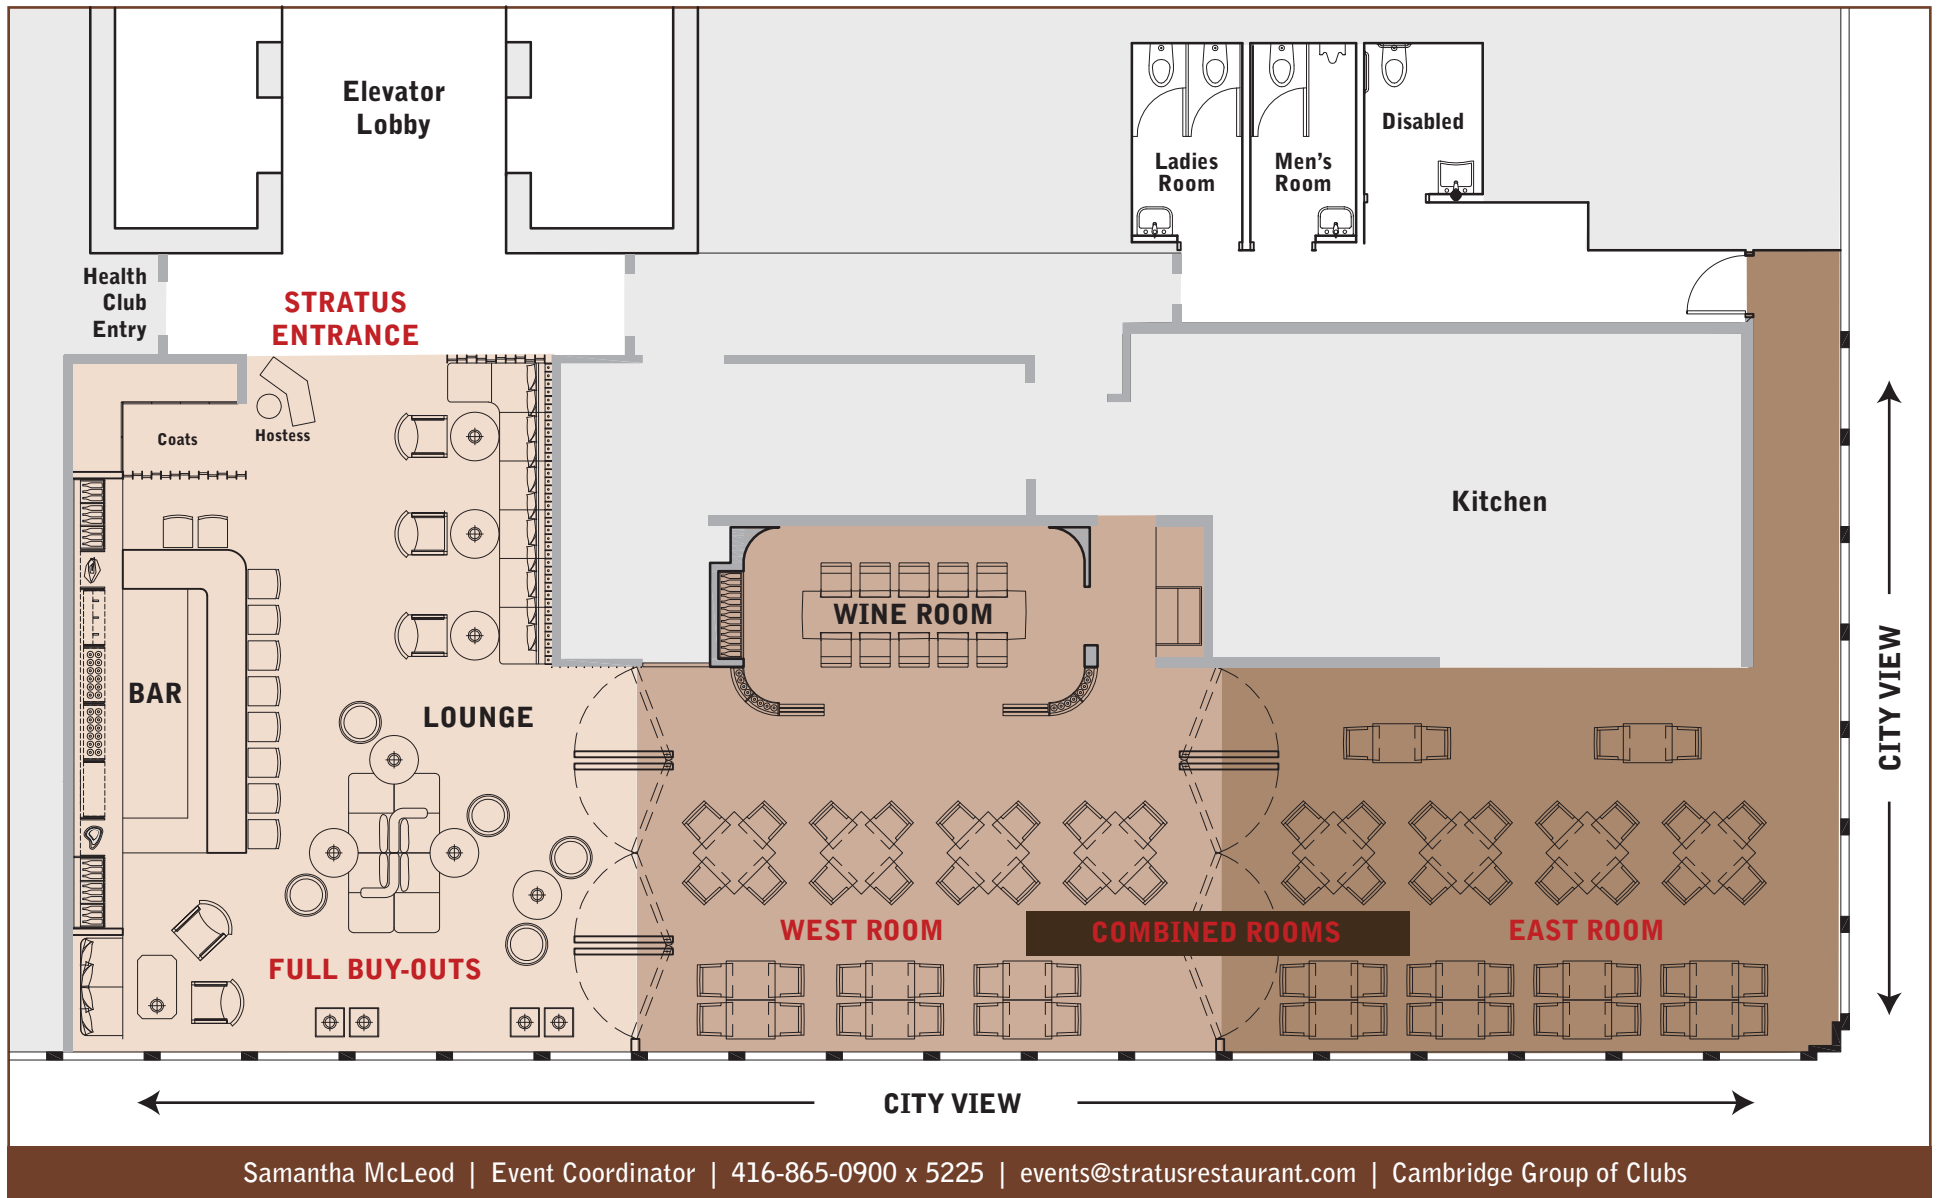 Elevator
Lobby
Ladies
Room
Men's
Room
Disabled
Health
Club
Entry
STRATUS
ENTRANCE
Coats
Hostess
Kitchen
WINE ROOM
BAR
LOUNGE
CITY VIEW
WEST ROOM
COMBINED ROOMS
EAST ROOM
FULL BUY-OUTS
CITY VIEW
Samantha McLeod | Event Coordinator | 416-865-0900 x 5225 | events@stratusrestaurant.com | Cambridge Group of Clubs